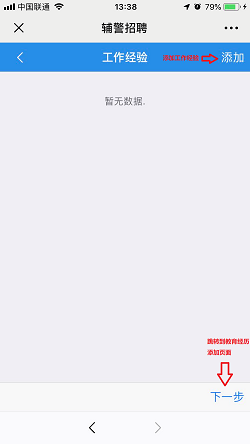 中国联通 13:38 79%
辅警招聘
工作经验 添加工作经验 添加
暂无数据.
跳转到教育经历
添加页面
下一步